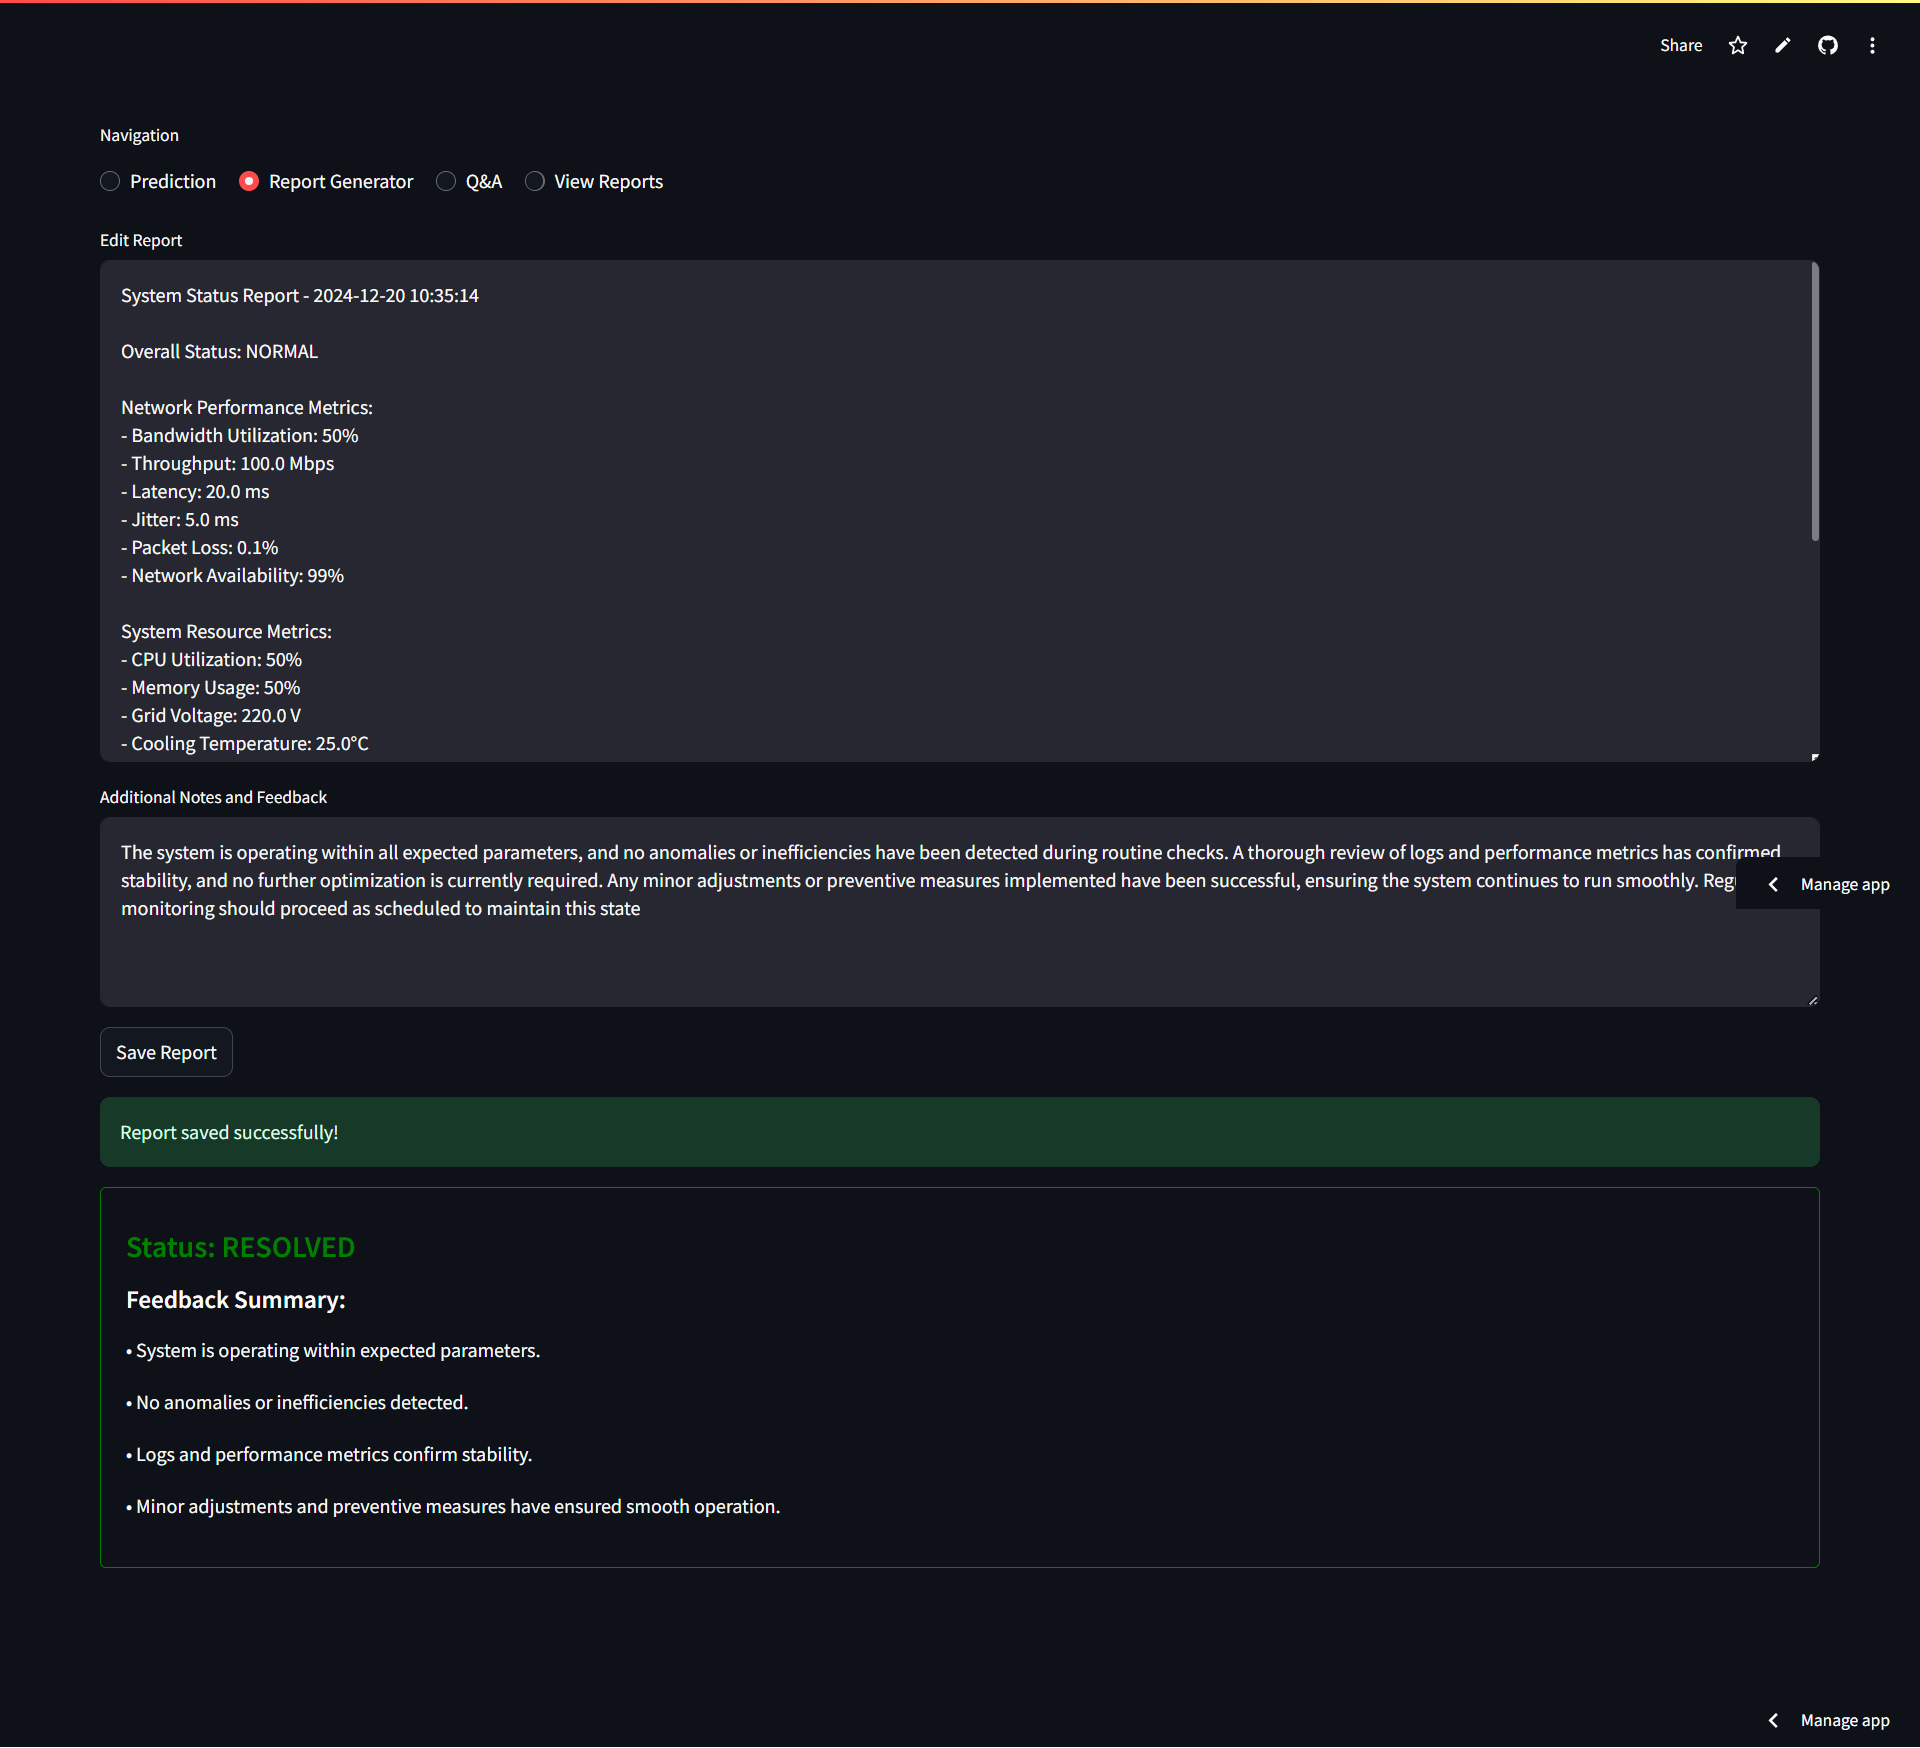 Share
Navigation
Prediction Report Generator Q&A View Reports
Edit Report
System Status Report - 2024-12-20 10:35:14
Overall Status: NORMAL
Network Performance Metrics:
- Bandwidth Utilization: 50%
- Throughput: 100.0 Mbps
- Latency: 20.0 ms
- Jitter: 5.0 ms
- Packet Loss: 0.1%
- Network Availability: 99%
System Resource Metrics:
- CPU Utilization: 50%
- Memory Usage: 50%
- Grid Voltage: 220.0 V
- Cooling Temperature: 25.0°C
Additional Notes and Feedback
The system is operating within all expected parameters, and no anomalies or inefficiencies have been detected during routine checks. A thorough review of logs and performance metrics has confirmed
stability, and no further optimization is currently required. Any minor adjustments or preventive measures implemented have been successful, ensuring the system continues to run smoothly.
Manage app
monitoring should proceed as scheduled to maintain this state
Save Report
Report saved successfully!
Status: RESOLVED
Feedback Summary:
• System is operating within expected parameters.
• No anomalies or inefficiencies detected.
• Logs and performance metrics confirm stability.
• Minor adjustments and preventive measures have ensured smooth operation.
Manage app